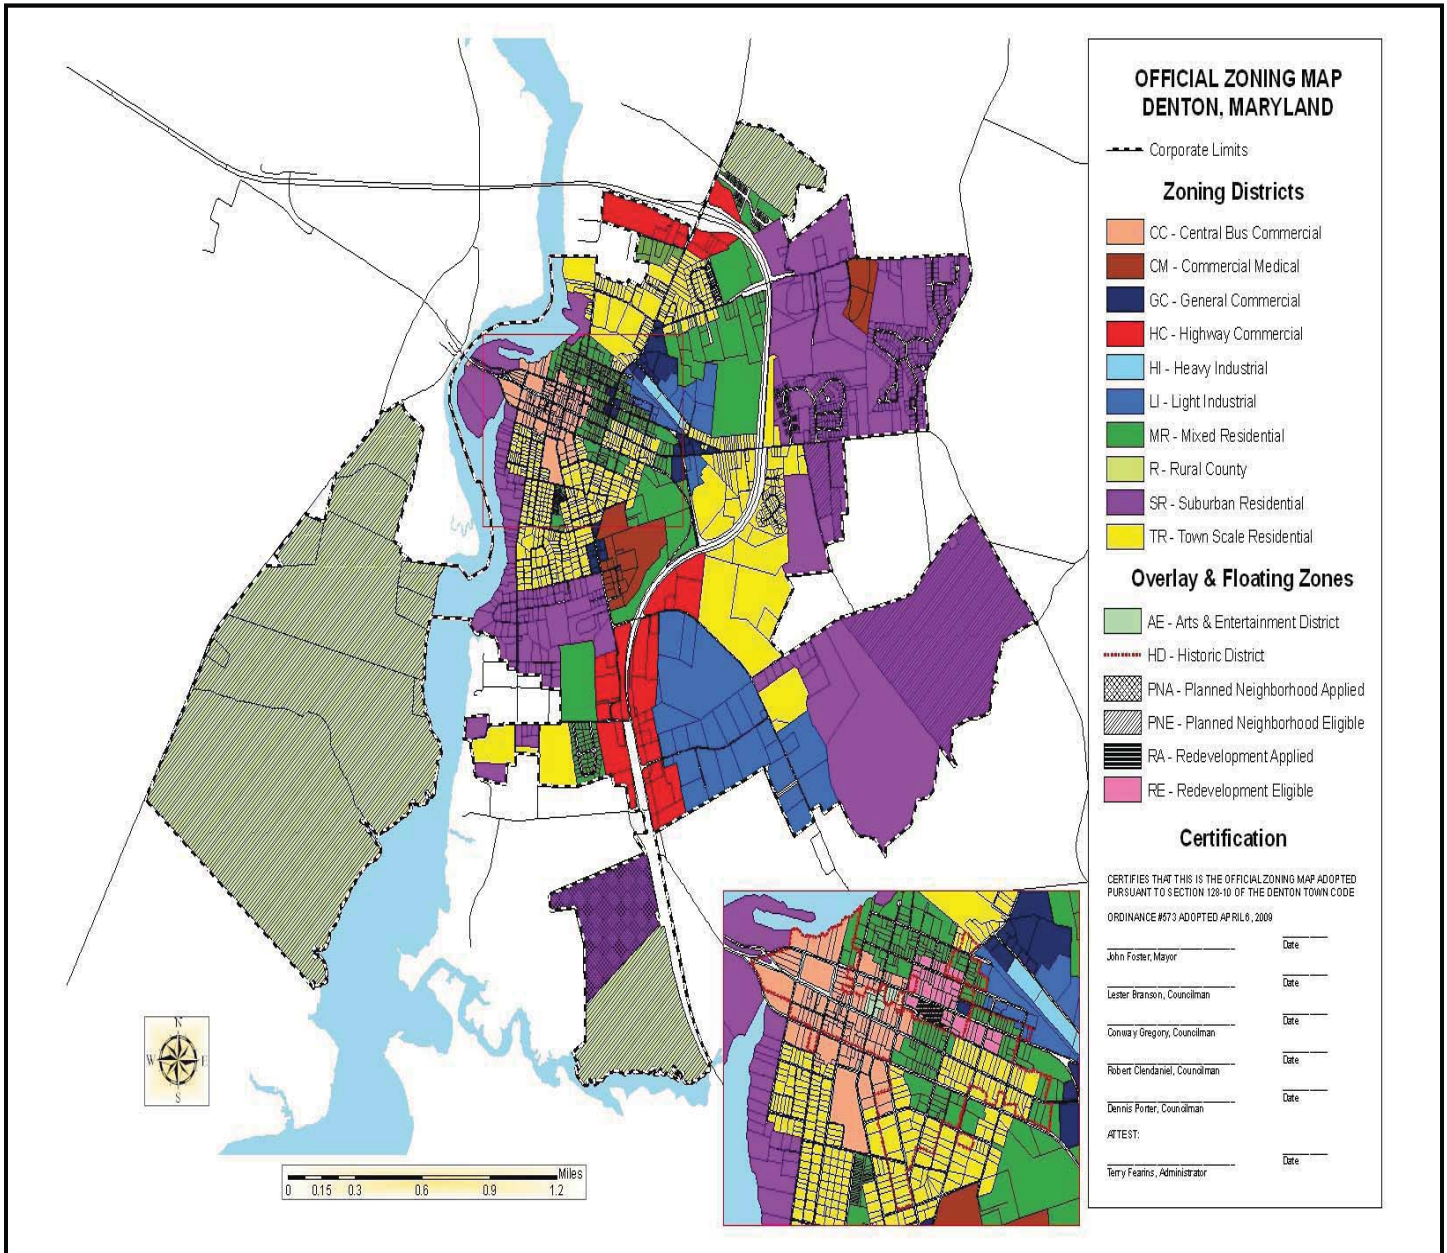 OFFICIAL ZONING MAP
DENTON, MARYLAND
Corporate Limits
Zoning Districts
CC - Central Bus Commercial
CM - Commercial Medical
GC - General Commercial
HC - Highway Commercial
HI - Heavy Industrial
LI - Light Industrial
MR - Mixed Residential
R - Rural County
SR - Suburban Residential
TR - Town Scale Residential
Overlay & Floating Zones
AE - Arts & Entertainment District
HD - Historic District
PNA - Planned Neighborhood Applied
PNE - Planned Neighborhood Eligible
RA - Redevelopment Applied
RE - Redevelopment Eligible
Certification
CERTIFIES THAT THIS IS THE OFFICIAL ZONING MAP ADOPTED
PURSUANT TO SECTION 128-10 OF THE DENTON TOWN CODE
ORDINANCE #573 ADOPTED APRIL 6, 2009
John Foster, Mayor
Date
Lester Branson, Councilman
Date
Conway Gregory, Councilman
Date
Robert Clendaniel, Councilman
Date
Dennis Porter, Councilman
Date
ATTEST:
Terry Fearins, Administrator
Date
N
W E
S
Miles
0 0.15 0.3 0.6 0.9 1.2